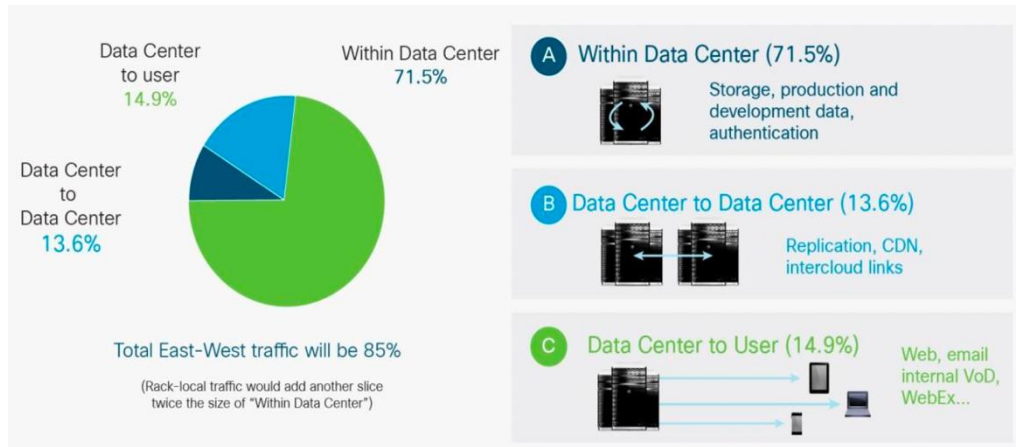 Data Center
to user
14.9%
Within Data Center
71.5%
Data Center
to
Data Center
13.6%
Total East-West traffic will be 85%
(Rack-local traffic would add another slice
twice the size of “Within Data Center”)
A Within Data Center (71.5%)
Storage, production and
development data,
authentication
B Data Center to Data Center (13.6%)
Replication, CDN,
intercloud links
C Data Center to User (14.9%)
Web, email
internal VoD,
WebEx...